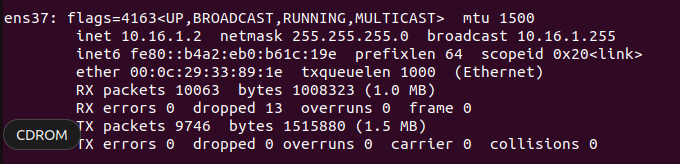 ens37: flags=4163<UP,BROADCAST,RUNNING,MULTICAST>  mtu 1500
        inet 10.16.1.2  netmask 255.255.255.0  broadcast 10.16.1.255
        inet6 fe80::b4a2:eb0:b61c:19e  prefixlen 64  scopeid 0x20<link>
        ether 00:0c:29:33:89:1e  txqueuelen 1000  (Ethernet)
        RX packets 10063  bytes 1008323 (1.0 MB)
        RX errors 0  dropped 13  overruns 0  frame 0
        TX packets 9746  bytes 1515880 (1.5 MB)
CDROM
        TX errors 0  dropped 0 overruns 0  carrier 0  collisions 0